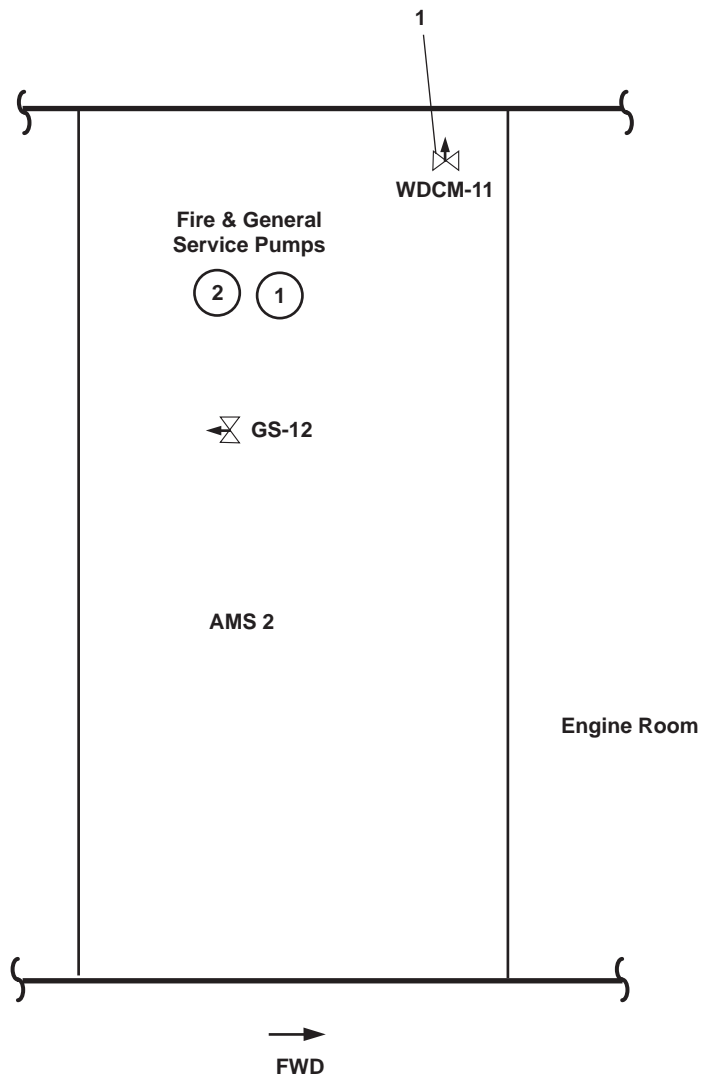 1
WDCM-11
Fire & General
Service Pumps
2 1
GS-12
AMS 2
Engine Room
FWD